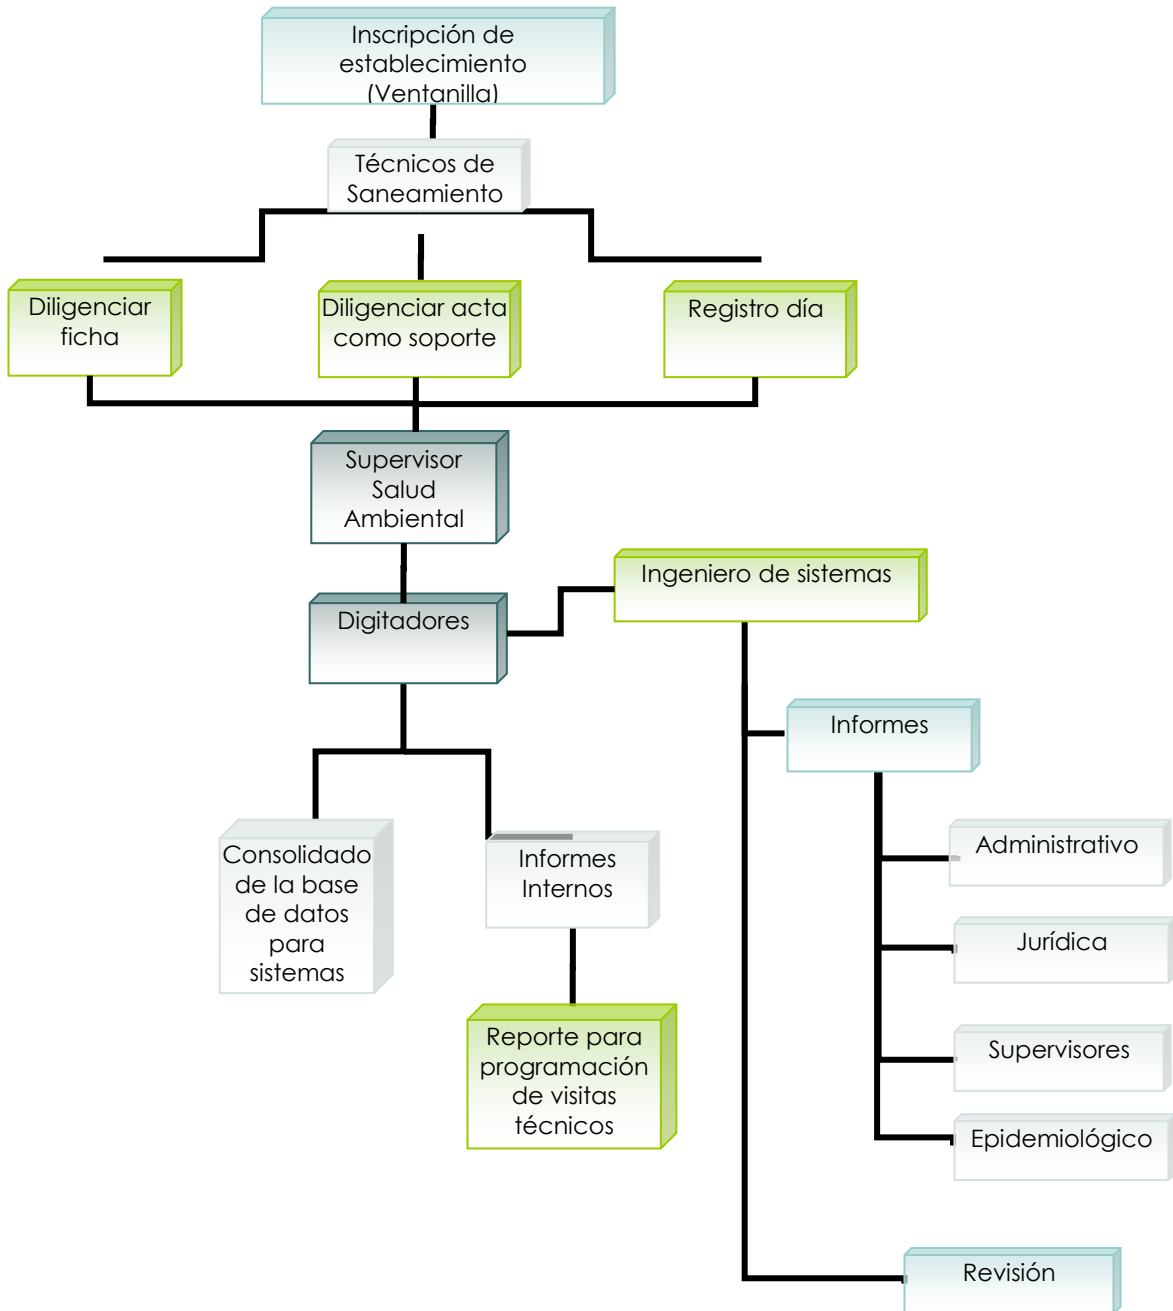 Inscripción de
establecimiento
(Ventanilla)
Técnicos de
Saneamiento
Diligenciar
ficha
Diligenciar acta
como soporte
Registro día
Supervisor
Salud
Ambiental
Ingeniero de sistemas
Digitadores
Informes
Consolidado
de la base
de datos
para
sistemas
Informes
Internos
Administrativo
Jurídica
Supervisores
Reporte para
programación
de visitas
técnicos
Epidemiológico
Revisión